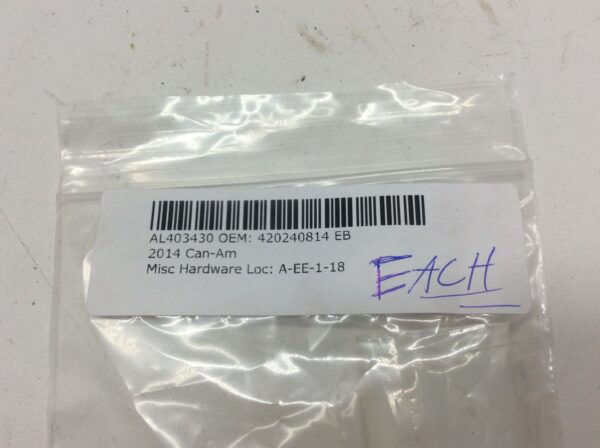 AL403430 OEM: 420240814 EB
2014 Can-Am
Misc Hardware Loc: A-EE-1-18
EACH